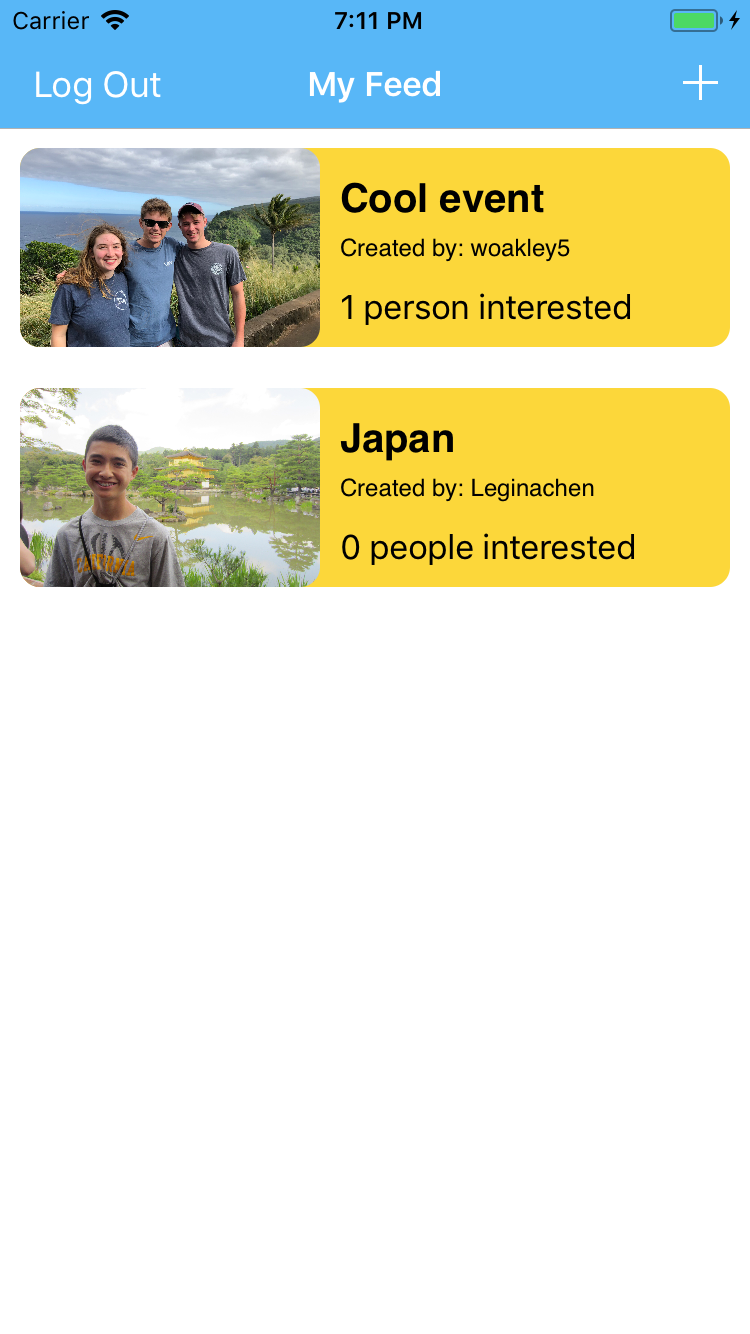 Carrier 7:11 PM
Log Out My Feed +
Cool event
Created by: woakley5
1 person interested
Japan
Created by: Leginachen
0 people interested
CALIFORNIA